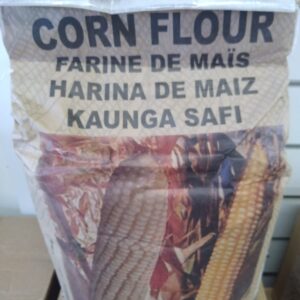 CORN FLOUR
FARINE DE MAÏS
HARINA DE MAIZ
KAUNGA SAFI